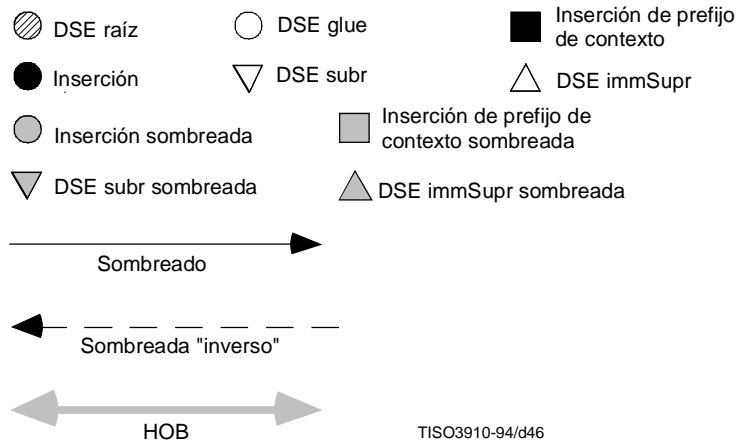 DSE raíz
DSE glue
Inserción de prefijo
de contexto
Inserción
DSE subr
DSE immSupr
Inserción sombreada
Inserción de prefijo de
contexto sombreada
DSE subr sombreada
DSE immSupr sombreada
Sombreado
Sombreada "inverso"
HOB
TISO3910-94/d46